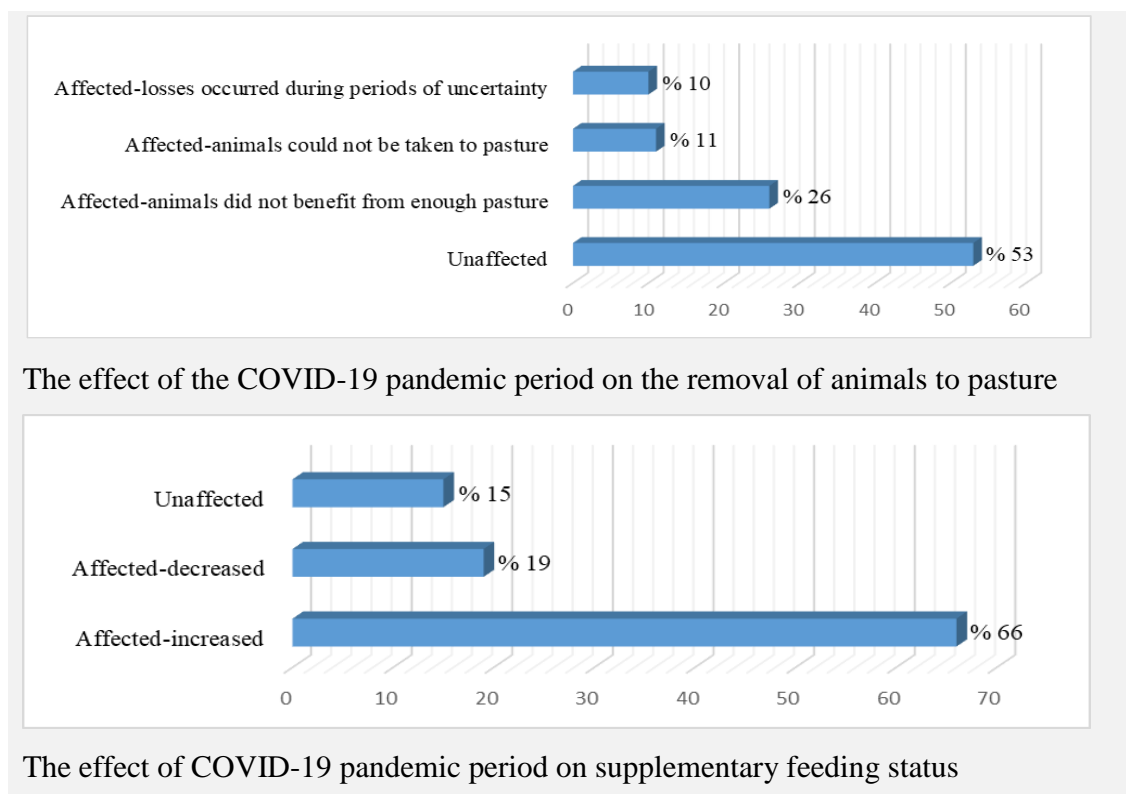 Affected-losses occurred during periods of uncertainty
% 10
Affected-animals could not be taken to pasture
% 11
Affected-animals did not benefit from enough pasture
% 26
Unaffected
% 53
0 10 20 30 40 50 60
The effect of the COVID-19 pandemic period on the removal of animals to pasture
Unaffected
% 15
Affected-decreased
% 19
Affected-increased
% 66
0 10 20 30 40 50 60 70
The effect of COVID-19 pandemic period on supplementary feeding status